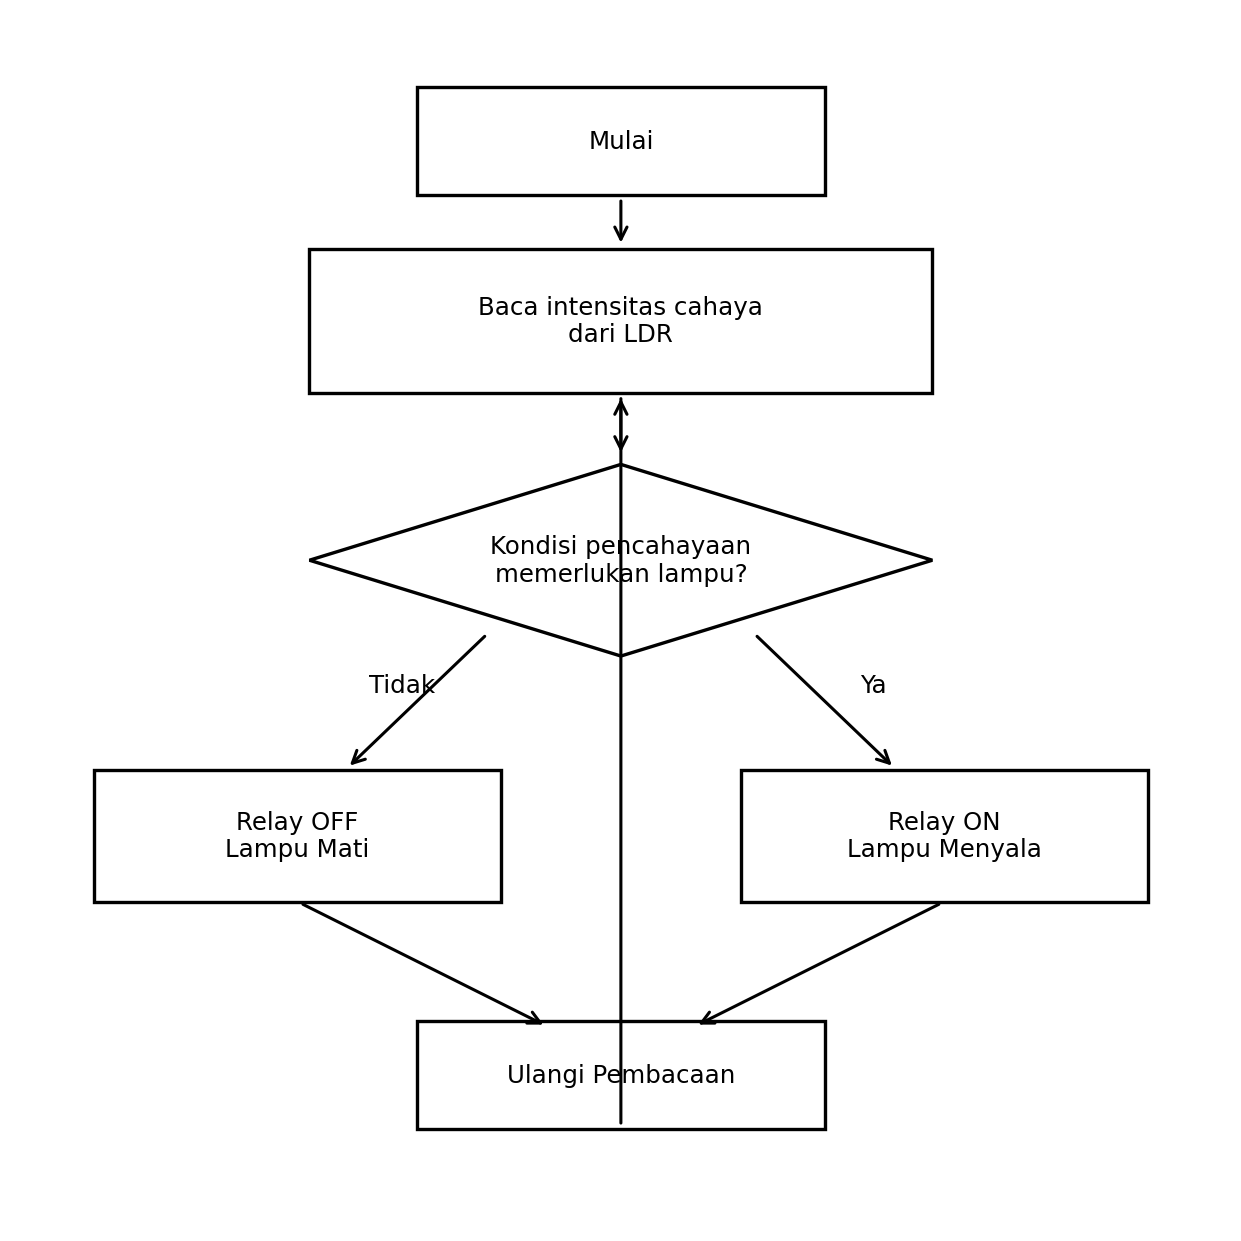 Mulai
Baca intensitas cahaya
dari LDR
Kondisi pencahayaan
memerlukan lampu?
Tidak
Ya
Relay OFF
Lampu Mati
Relay ON
Lampu Menyala
Ulangi Pembacaan